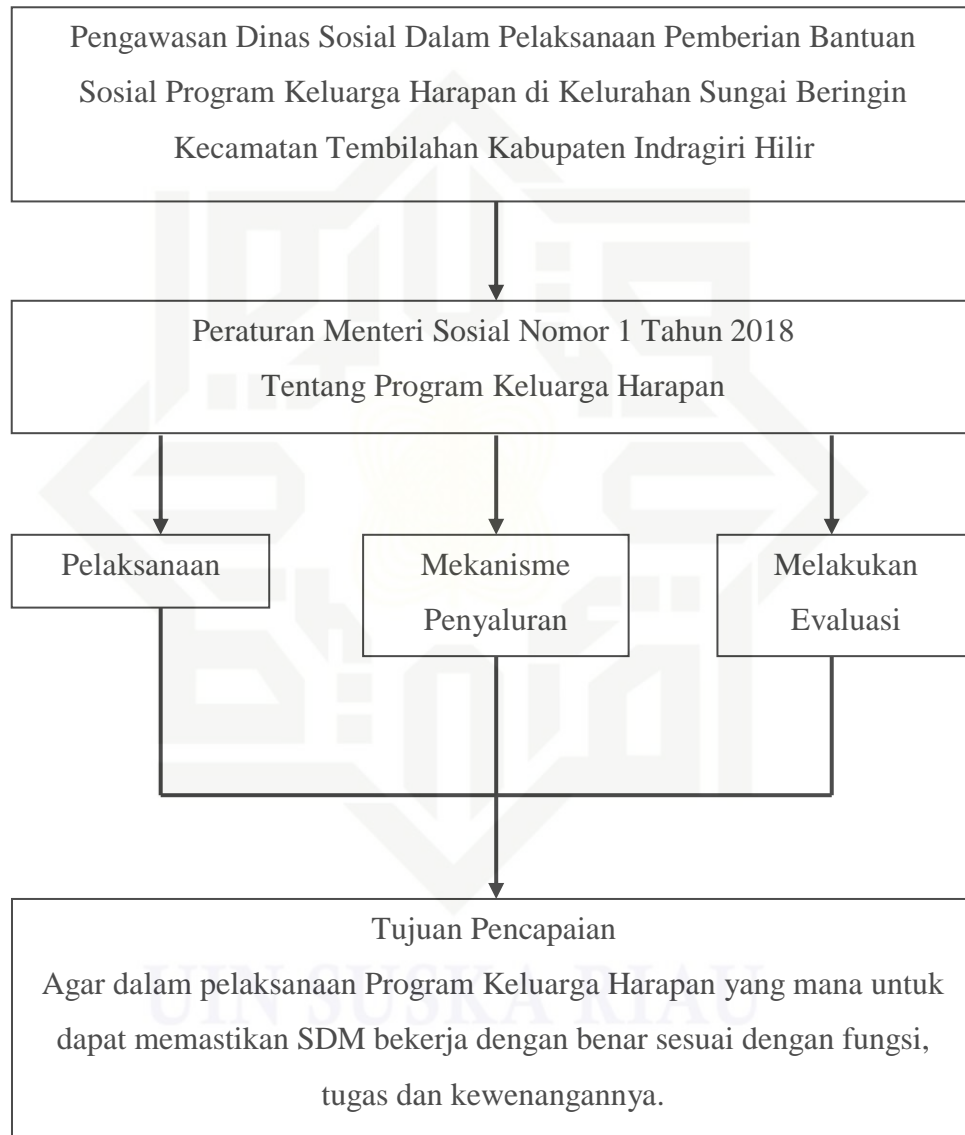 Pengawasan Dinas Sosial Dalam Pelaksanaan Pemberian Bantuan
Sosial Program Keluarga Harapan di Kelurahan Sungai Beringin
Kecamatan Tembilahan Kabupaten Indragiri Hilir
Peraturan Menteri Sosial Nomor 1 Tahun 2018
Tentang Program Keluarga Harapan
Pelaksanaan
Mekanisme
Penyaluran
Melakukan
Evaluasi
Tujuan Pencapaian
Agar dalam pelaksanaan Program Keluarga Harapan yang mana untuk
dapat memastikan SDM bekerja dengan benar sesuai dengan fungsi,
tugas dan kewenangannya.
UIN SUSKA RIAU